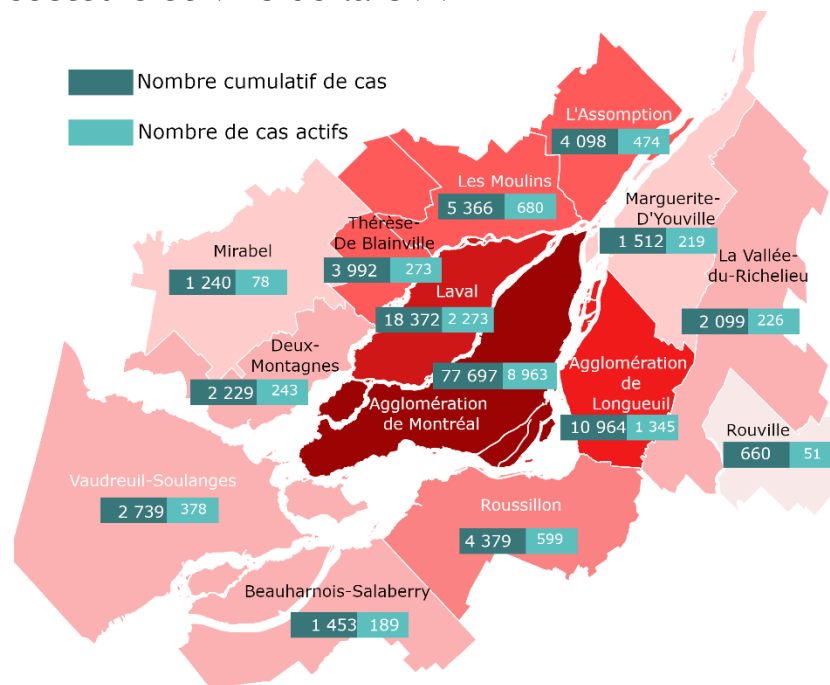 Nombre cumulatif de cas
Nombre de cas actifs
L'Assomption
4 098 474
Les Moulins
5 366 680
Marguerite-
D'Youville
1 512 219
Thérèse-
De Blainville
3 992 273
Mirabel
1 240 78
La Vallée-
du-Richelieu
2 099 226
Laval
18 372 2 273
Deux-
Montagnes
2 229 243
77 697 8 963
Agglomération
de Montréal
Agglomération
de
Longueuil
10 964 1 345
Rouville
660 51
Vaudreuil-Soulanges
2 739 378
Roussillon
4 379 599
Beauharnois-Salaberry
1 453 189